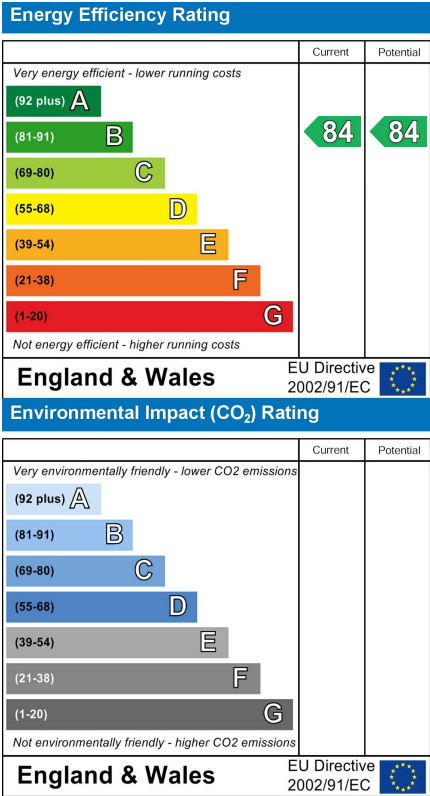 Energy Efficiency Rating
Current Potential
Very energy efficient - lower running costs
(92 plus) A
(81-91) B 84 84
(69-80) C
(55-68) D
(39-54) E
(21-38) F
(1-20) G
Not energy efficient - higher running costs
England & Wales
EU Directive
2002/91/EC
Environmental Impact (CO₂) Rating
Current Potential
Very environmentally friendly - lower CO2 emissions
(92 plus) A
(81-91) B
(69-80) C
(55-68) D
(39-54) E
(21-38) F
(1-20) G
Not environmentally friendly - higher CO2 emissions
England & Wales
EU Directive
2002/91/EC